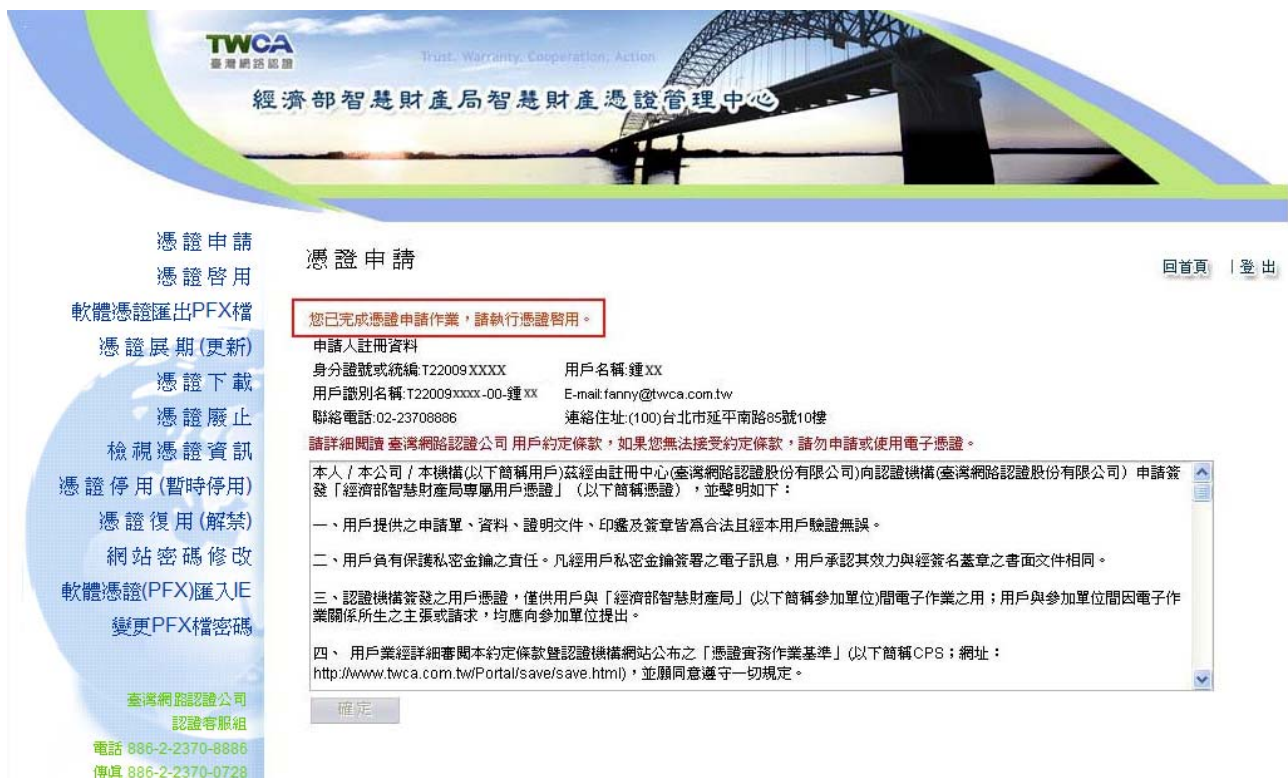 TWCA
臺灣網路認證
Trust, Warranty, Cooperation, Action
經濟部智慧財產局智慧財產憑證管理中心
憑證申請
憑證啓用
軟體憑證匯出PFX檔
憑證展期(更新)
憑證下載
憑證廢止
檢視憑證資訊
憑證停用(暫時停用)
憑證復用(解禁)
網站密碼修改
軟體憑證(PFX)匯入IE
變更PFX檔密碼
臺灣網路認證公司
認證客服組
電話 886-2-2370-8886
傳真 886-2-2370-0728
憑證申請
回首頁 | 登出
您已完成憑證申請作業，請執行憑證啓用。
申請人註冊資料
身分證號或統編:T22009XXXX 用戶名稱:鍾XX
用戶識別名稱:T22009xxxx-00-鍾xx E-mail:fanny@twca.com.tw
聯絡電話:02-23708886 連絡住址:(100)台北市延平南路85號10樓
請詳細閱讀 臺灣網路認證公司 用戶約定條款，如果您無法接受約定條款，請勿申請或使用電子憑證。
本人 / 本公司 / 本機構(以下簡稱用戶)茲經由註冊中心(臺灣網路認證股份有限公司)向認證機構(臺灣網路認證股份有限公司) 申請簽
發「經濟部智慧財產局專屬用戶憑證」（以下簡稱憑證），並聲明如下：
一、用戶提供之申請單、資料、證明文件、印鑑及簽章皆為合法且經本用戶驗證無誤。
二、用戶負有保護私密金鑰之責任。凡經用戶私密金鑰簽署之電子訊息，用戶承認其效力與經簽名蓋章之書面文件相同。
三、認證機構簽發之用戶憑證，僅供用戶與「經濟部智慧財產局」(以下簡稱參加單位)間電子作業之用；用戶與參加單位間因電子作
業關係所生之主張或請求，均應向參加單位提出。
四、 用戶業經詳細審閱本約定條款暨認證機構網站公布之「憑證實務作業基準」(以下簡稱CPS；網址：
http://www.twca.com.tw/Portal/save/save.html)，並願同意遵守一切規定。
確定